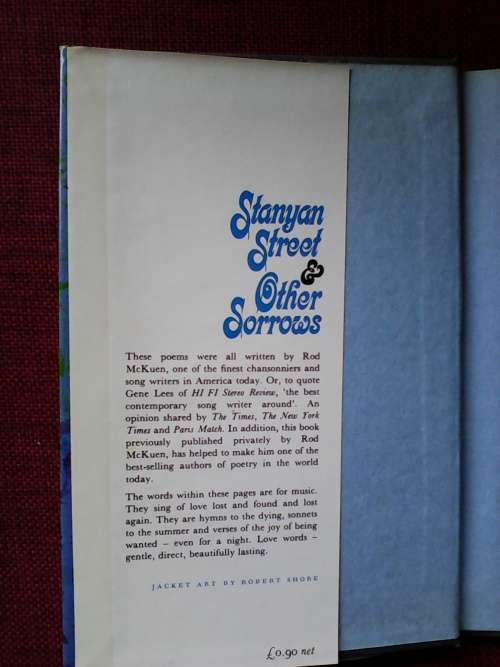 Stanyan
Street
&
Other
Sorrows
These poems were all written by Rod
McKuen, one of the finest chansonniers and
song writers in America today. Or, to quote
Gene Lees of HI FI Stereo Review, ‘the best
contemporary song writer around’. An
opinion shared by The Times, The New York
Times and Paris Match. In addition, this book
previously published privately by Rod
McKuen, has helped to make him one of the
best-selling authors of poetry in the world
today.
The words within these pages are for music.
They sing of love lost and found and lost
again. They are hymns to the dying, sonnets
to the summer and verses of the joy of being
wanted – even for a night. Love words –
gentle, direct, beautifully lasting.
JACKET ART BY ROBERT SHORE
£0.90 net